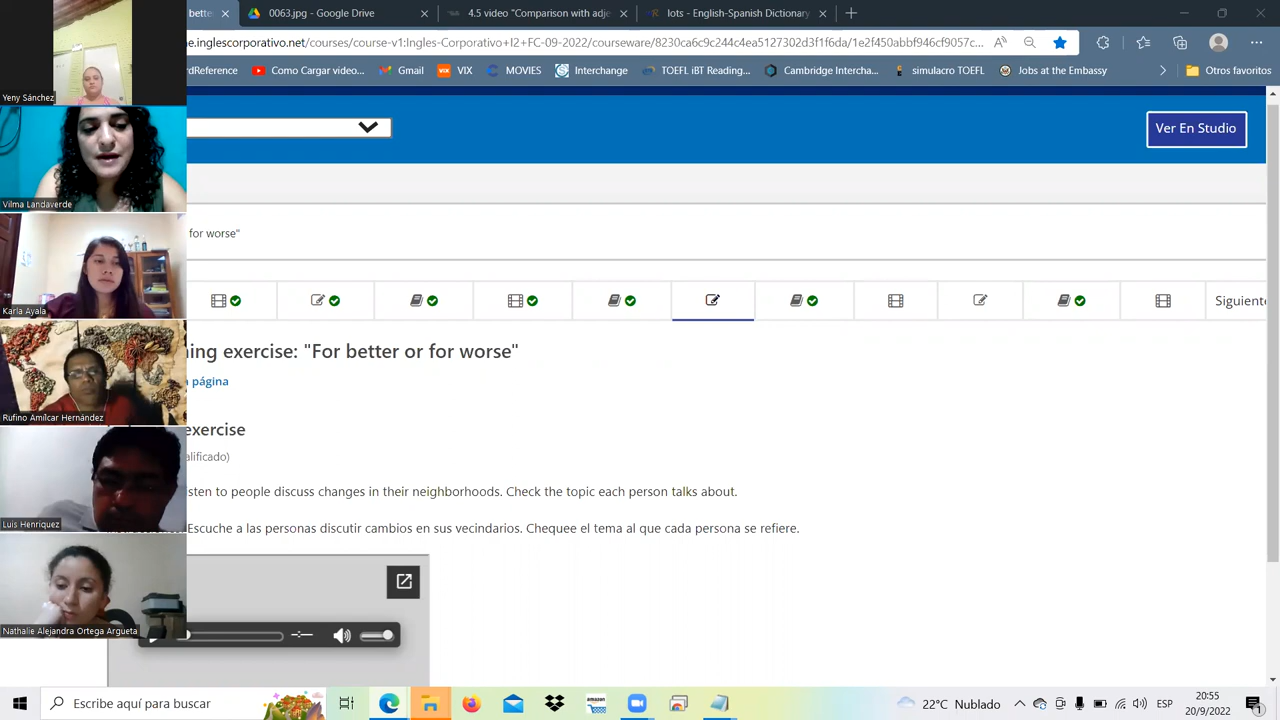 better
0063.jpg - Google Drive
4.5 video "Comparison with adje
lots - English-Spanish Dictionary
e.inglescorporativo.net/courses/course-v1:Ingles-Corporativo+I2+FC-09-2022/courseware/8230ca6c9c244c4ea5127302d3f1f6da/1e2f450abbf946cf9057c...
rdReference
Como Cargar video...
Gmail
VIX
MOVIES
Interchange
TOEFL iBT Reading...
Cambridge Intercha...
simulacro TOEFL
Jobs at the Embassy
Otros favoritos
Yeny Sánchez
Ver En Studio
Vilma Landaverde
for worse"
Siguiente
Karla Ayala
ning exercise: "For better or for worse"
página
Rufino Amílcar Hernández
exercise
alificado)
isten to people discuss changes in their neighborhoods. Check the topic each person talks about.
Luis Henríquez
Escuche a las personas discutir cambios en sus vecindarios. Chequee el tema al que cada persona se refiere.
Nathalie Alejandra Ortega Argueta
-:-
Escribe aquí para buscar
amazon
22°C Nublado
ESP
20:55
20/9/2022
1